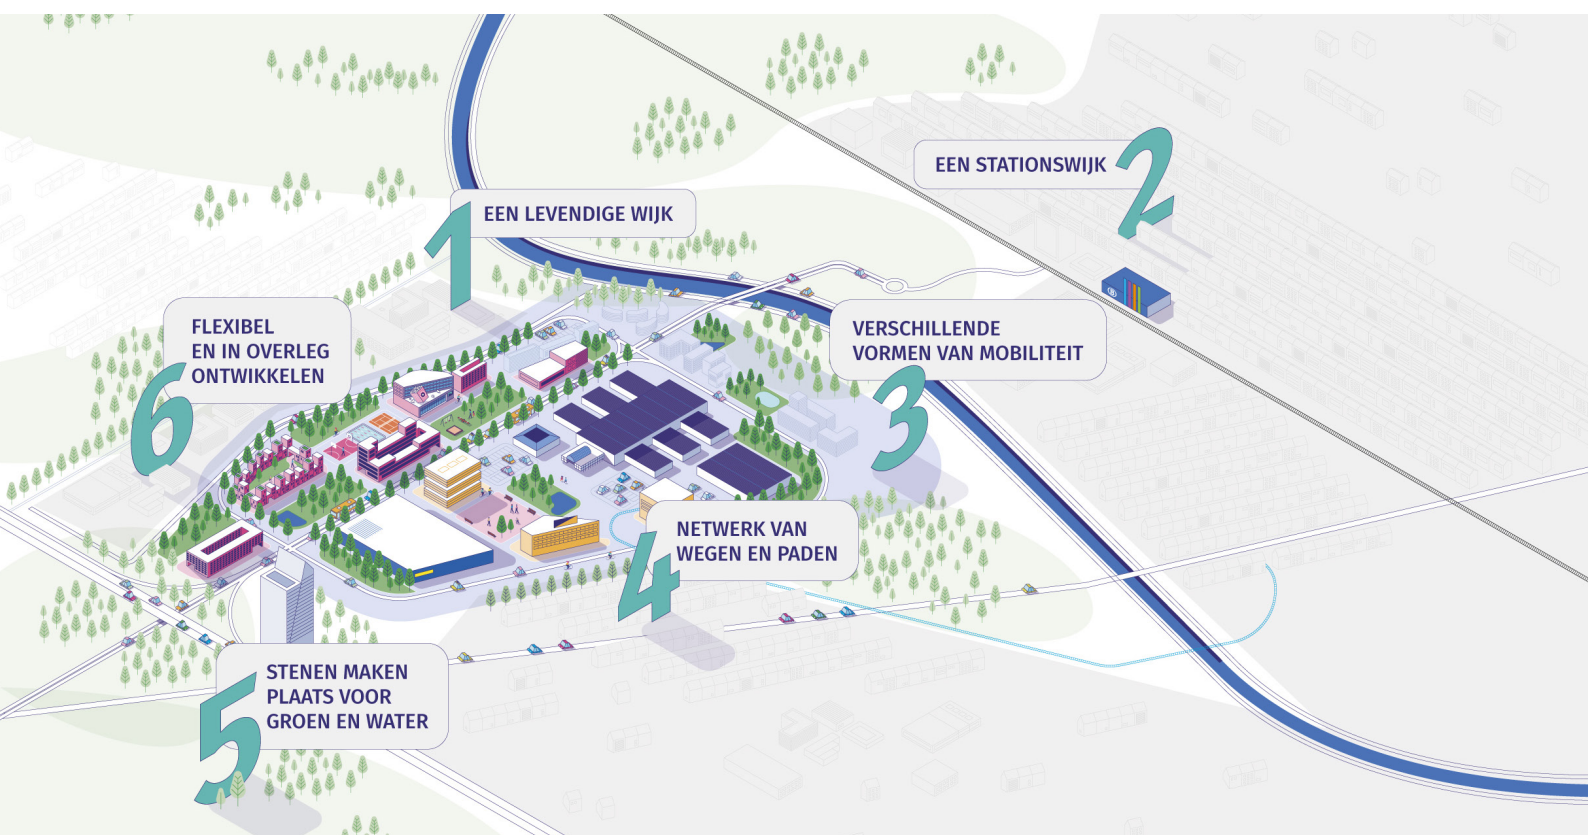 1
EEN LEVENDIGE WIJK
2
EEN STATIONSWIJK
3
VERSCHILLENDE
VORMEN VAN MOBILITEIT
4
NETWERK VAN
WEGEN EN PADEN
5
STENEN MAKEN
PLAATS VOOR
GROEN EN WATER
6
FLEXIBEL
EN IN OVERLEG
ONTWIKKELEN